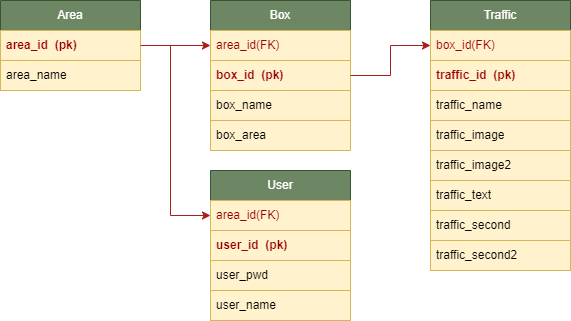 Area
area_id (pk)
area_name
Box
area_id(FK)
box_id (pk)
box_name
box_area
User
area_id(FK)
user_id (pk)
user_pwd
user_name
Traffic
box_id(FK)
traffic_id (pk)
traffic_name
traffic_image
traffic_image2
traffic_text
traffic_second
traffic_second2